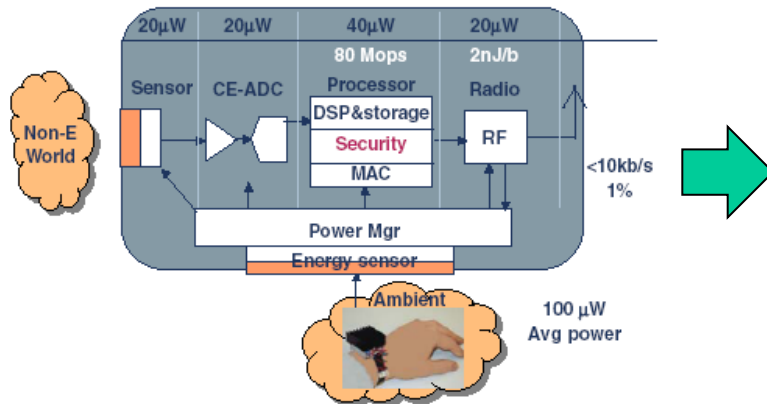 20µW 20µW 40µW 20µW
80 Mops 2nJ/b
Sensor CE-ADC Processor Radio
DSP&storage
Non-E
World
Security
RF
MAC
<10kb/s
1%
Power Mgr
Energy sensor
Ambient
100 µW
Avg power